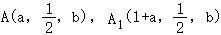 A(a, 1/2, b), A₁(1+a, 1/2, b)